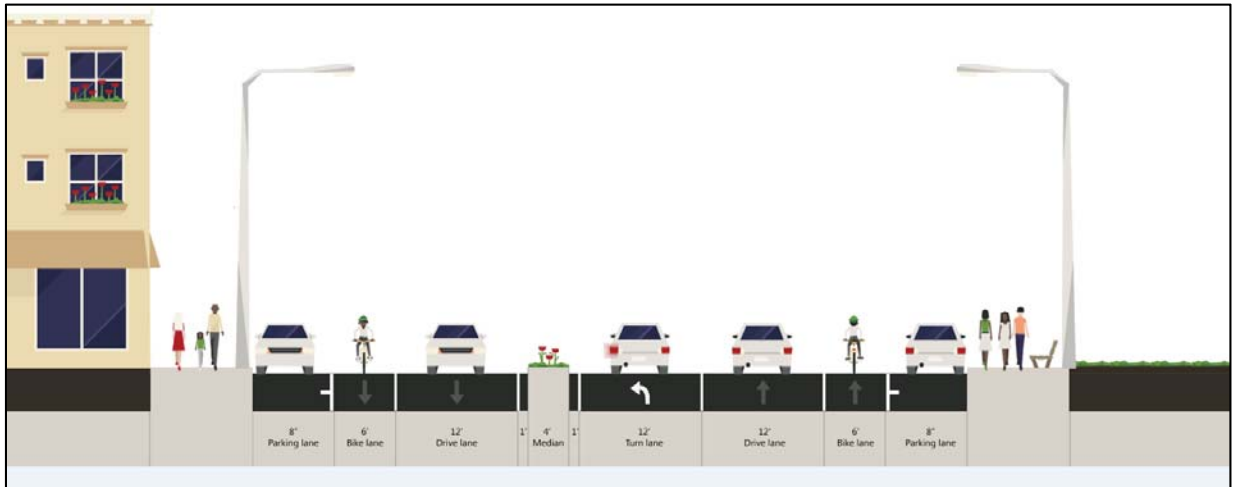 8'
Parking lane
6'
Bike lane
12'
Drive lane
1'
4'
Median
1'
12'
Turn lane
12'
Drive lane
6'
Bike lane
8'
Parking lane